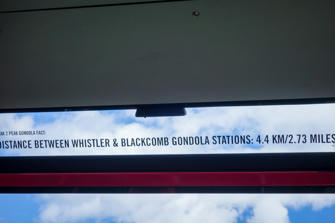 2 PEAK GONDOLA FACT:
DISTANCE BETWEEN WHISTLER & BLACKCOMB GONDOLA STATIONS: 4.4 KM/2.73 MILES